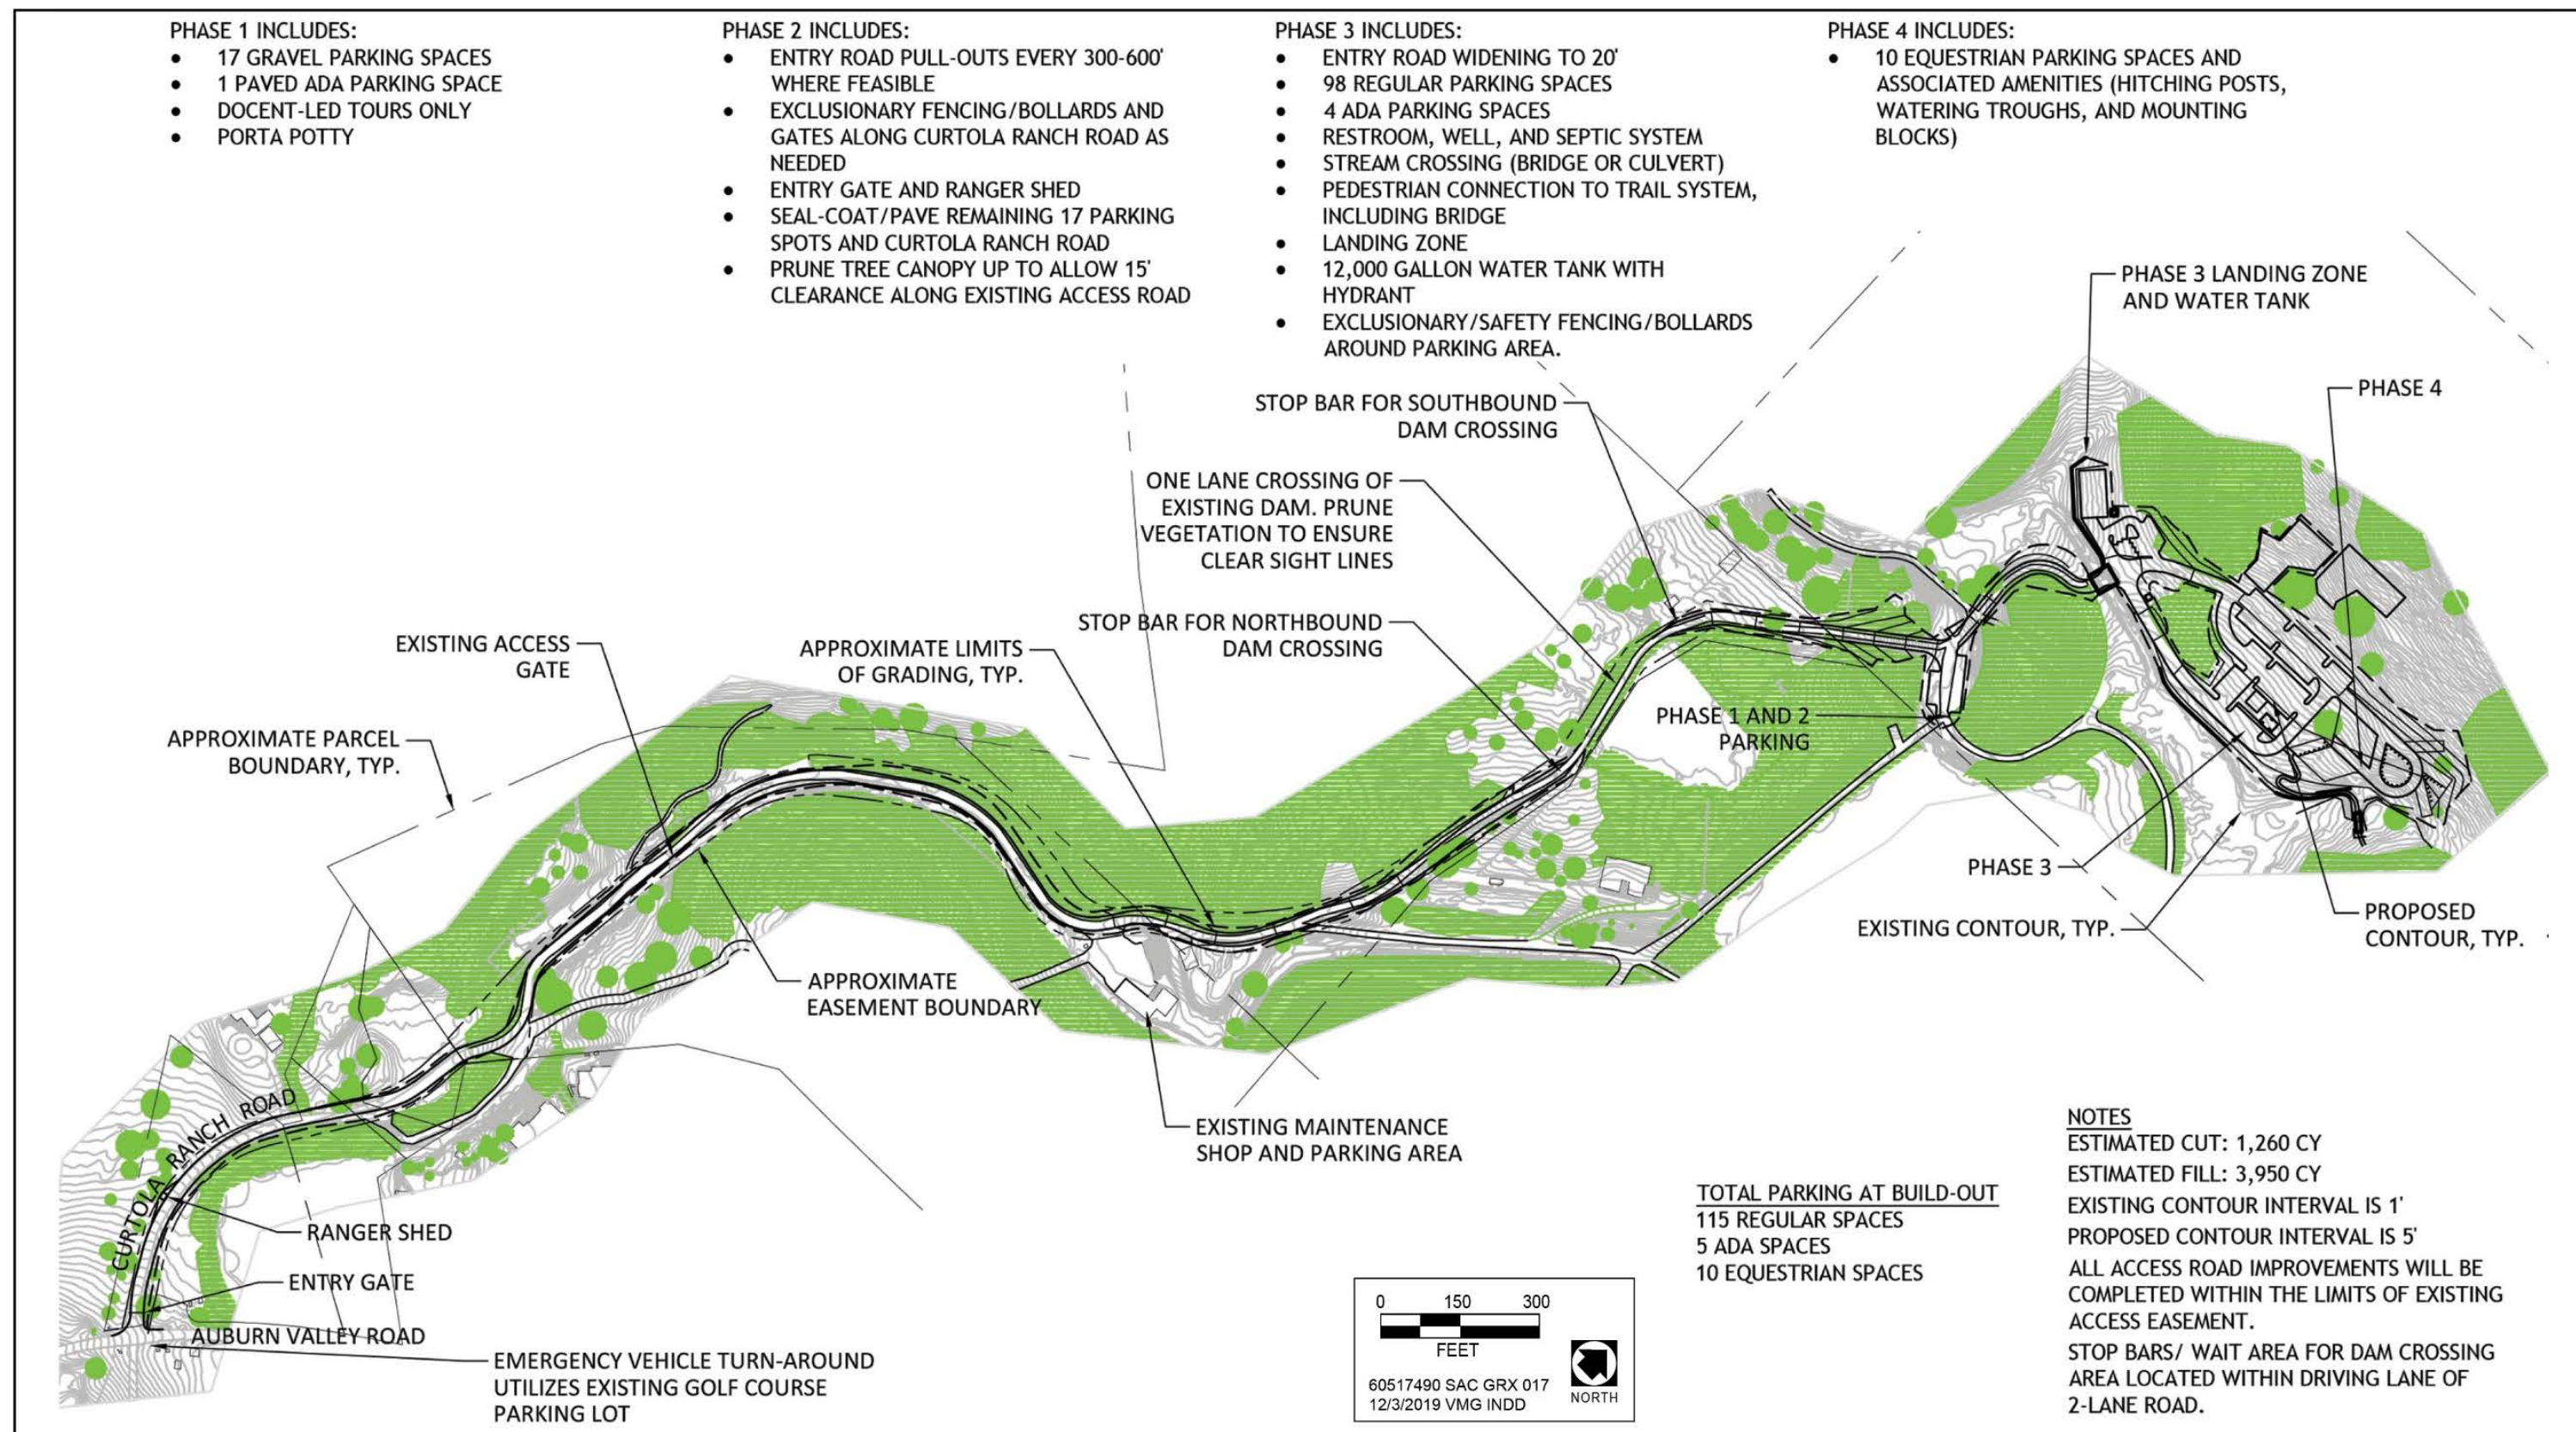 PHASE 1 INCLUDES:
• 17 GRAVEL PARKING SPACES
• 1 PAVED ADA PARKING SPACE
• DOCENT-LED TOURS ONLY
• PORTA POTTY
PHASE 2 INCLUDES:
• ENTRY ROAD PULL-OUTS EVERY 300-600'
WHERE FEASIBLE
• EXCLUSIONARY FENCING/BOLLARDS AND
GATES ALONG CURTOLA RANCH ROAD AS
NEEDED
• ENTRY GATE AND RANGER SHED
• SEAL-COAT/PAVE REMAINING 17 PARKING
SPOTS AND CURTOLA RANCH ROAD
• PRUNE TREE CANOPY UP TO ALLOW 15'
CLEARANCE ALONG EXISTING ACCESS ROAD
PHASE 3 INCLUDES:
• ENTRY ROAD WIDENING TO 20'
• 98 REGULAR PARKING SPACES
• 4 ADA PARKING SPACES
• RESTROOM, WELL, AND SEPTIC SYSTEM
• STREAM CROSSING (BRIDGE OR CULVERT)
• PEDESTRIAN CONNECTION TO TRAIL SYSTEM,
INCLUDING BRIDGE
• LANDING ZONE
• 12,000 GALLON WATER TANK WITH
HYDRANT
• EXCLUSIONARY/SAFETY FENCING/BOLLARDS
AROUND PARKING AREA.
PHASE 4 INCLUDES:
• 10 EQUESTRIAN PARKING SPACES AND
ASSOCIATED AMENITIES (HITCHING POSTS,
WATERING TROUGHS, AND MOUNTING
BLOCKS)
PHASE 3 LANDING ZONE
AND WATER TANK
PHASE 4
STOP BAR FOR SOUTHBOUND
DAM CROSSING
ONE LANE CROSSING OF
EXISTING DAM. PRUNE
VEGETATION TO ENSURE
CLEAR SIGHT LINES
STOP BAR FOR NORTHBOUND
DAM CROSSING
EXISTING ACCESS
GATE
APPROXIMATE LIMITS
OF GRADING, TYP.
APPROXIMATE PARCEL
BOUNDARY, TYP.
PHASE 1 AND 2
PARKING
PHASE 3
EXISTING CONTOUR, TYP.
PROPOSED
CONTOUR, TYP.
APPROXIMATE
EASEMENT BOUNDARY
EXISTING MAINTENANCE
SHOP AND PARKING AREA
CURTOLA RANCH ROAD
RANGER SHED
ENTRY GATE
AUBURN VALLEY ROAD
EMERGENCY VEHICLE TURN-AROUND
UTILIZES EXISTING GOLF COURSE
PARKING LOT
0 150 300
FEET
60517490 SAC GRX 017
12/3/2019 VMG INDD
NORTH
TOTAL PARKING AT BUILD-OUT
115 REGULAR SPACES
5 ADA SPACES
10 EQUESTRIAN SPACES
NOTES
ESTIMATED CUT: 1,260 CY
ESTIMATED FILL: 3,950 CY
EXISTING CONTOUR INTERVAL IS 1'
PROPOSED CONTOUR INTERVAL IS 5'
ALL ACCESS ROAD IMPROVEMENTS WILL BE
COMPLETED WITHIN THE LIMITS OF EXISTING
ACCESS EASEMENT.
STOP BARS/ WAIT AREA FOR DAM CROSSING
AREA LOCATED WITHIN DRIVING LANE OF
2-LANE ROAD.